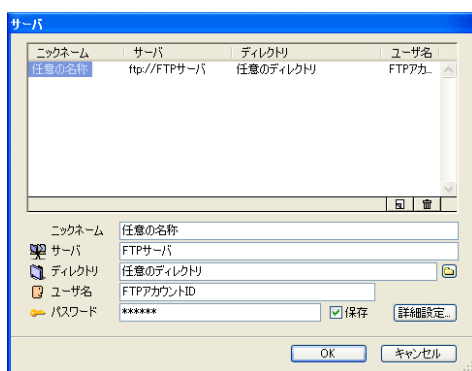 サーバ
ニックネーム サーバ ディレクトリ ユーザ名
任意の名称 ftp://FTPサーバ 任意のディレクトリ FTPアカ...
ニックネーム 任意の名称
サーバ FTPサーバ
ディレクトリ 任意のディレクトリ
ユーザ名 FTPアカウントID
パスワード ****** 保存 詳細設定...
OK キャンセル